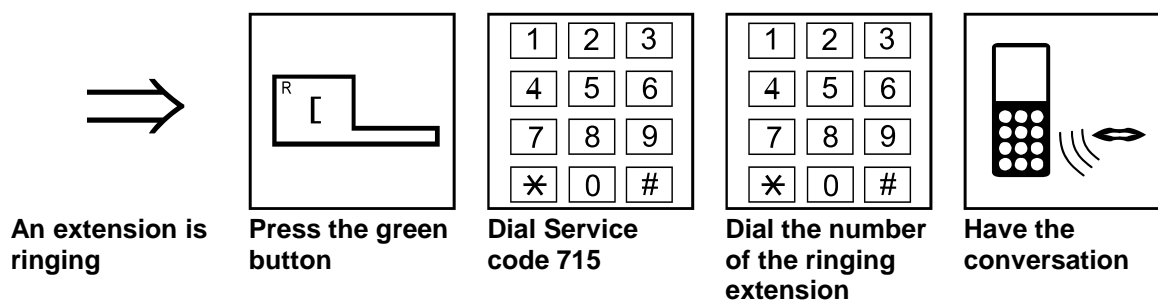 R
[
1 2 3
4 5 6
7 8 9
* 0 #
1 2 3
4 5 6
7 8 9
* 0 #
An extension is
ringing
Press the green
button
Dial Service
code 715
Dial the number
of the ringing
extension
Have the
conversation